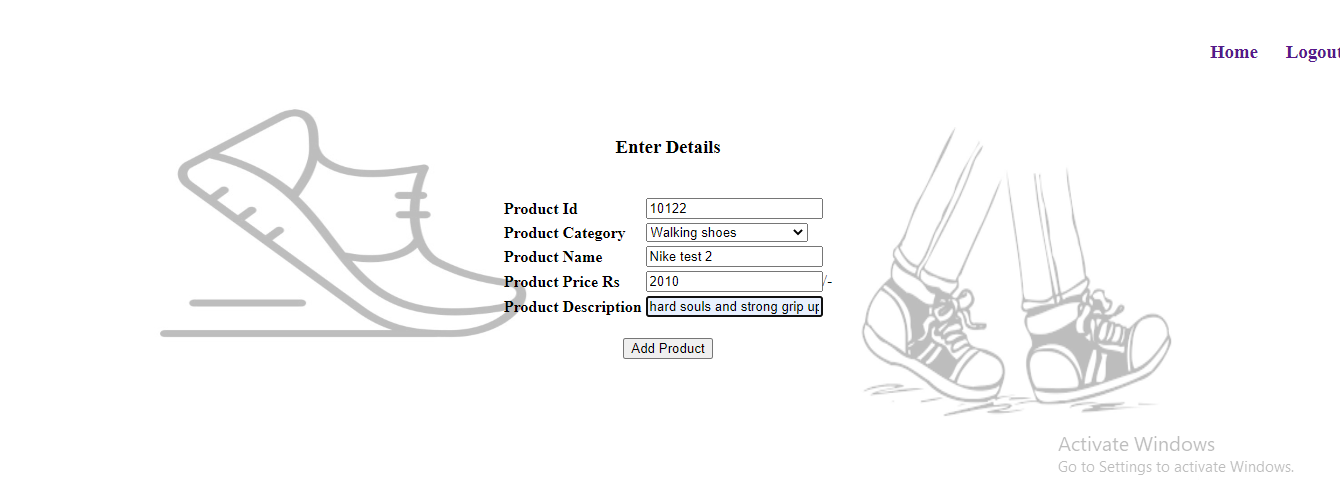 Home Logout
Enter Details
Product Id 10122
Product Category Walking shoes
Product Name Nike test 2
Product Price Rs 2010 /-
Product Description hard souls and strong grip up
Add Product
Activate Windows
Go to Settings to activate Windows.